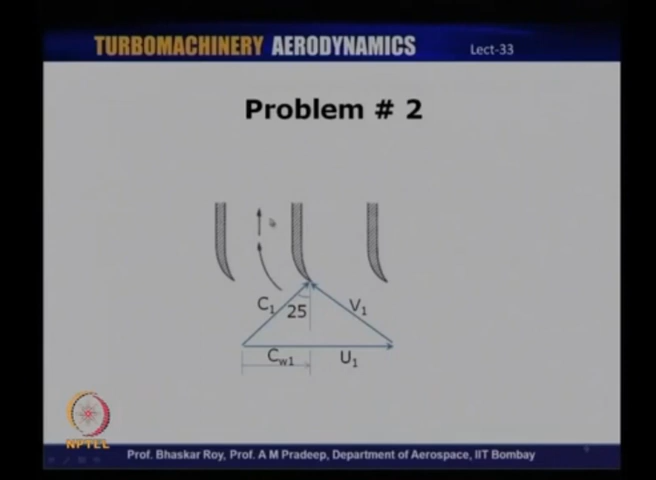 TURBOMACHINERY AERODYNAMICS Lect-33
Problem # 2
C1 25 V1
Cw1 U1
NPTEL
Prof. Bhaskar Roy, Prof. A M Pradeep, Department of Aerospace, IIT Bombay